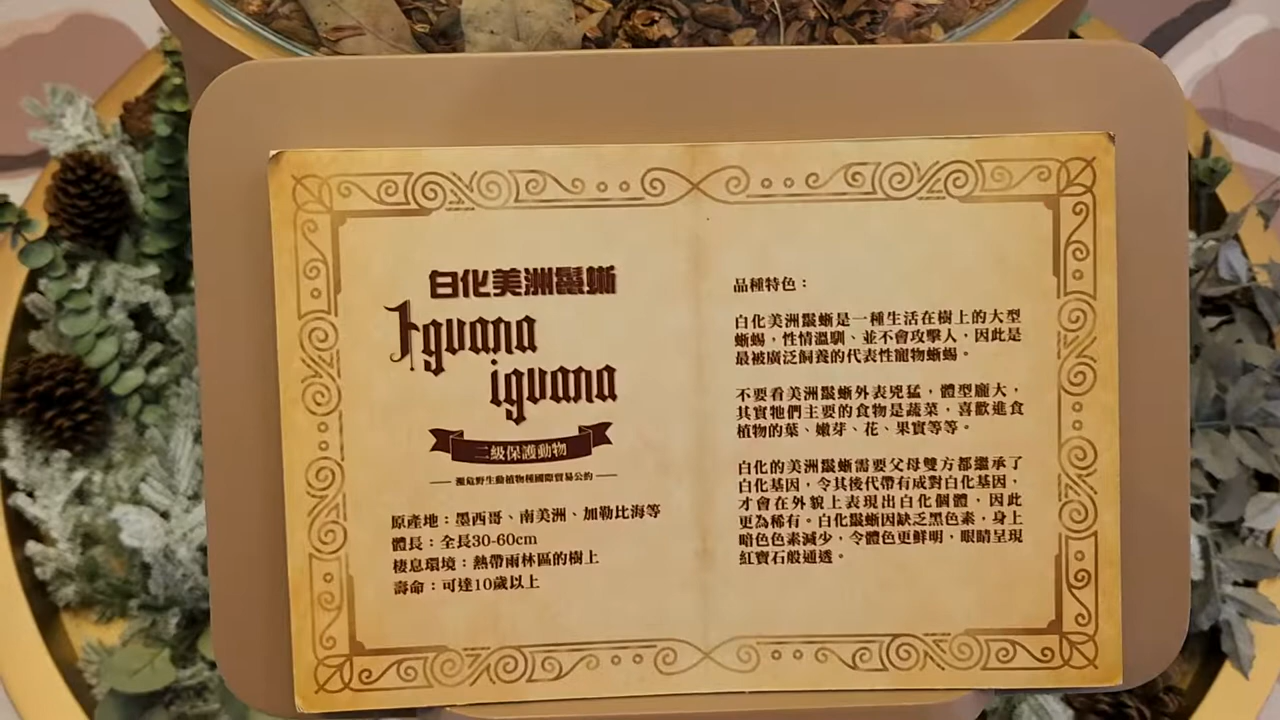 白化美洲鬣蜥
Iguana
iguana
二級保護動物
瀕危野生動植物種國際貿易公約
原產地：墨西哥、南美洲、加勒比海等
體長：全長30-60cm
棲息環境：熱帶雨林區的樹上
壽命：可達10歲以上
品種特色：
白化美洲鬣蜥是一種生活在樹上的大型
蜥蜴，性情溫馴、並不會攻擊人，因此是
最被廣泛飼養的代表性寵物蜥蜴。
不要看美洲鬣蜥外表兇猛，體型龐大，
其實牠們主要的食物是蔬菜，喜歡進食
植物的葉、嫩芽、花、果實等等。
白化的美洲鬣蜥需要父母雙方都繼承了
白化基因，令其後代帶有成對白化基因，
才會在外貌上表現出白化個體，因此
更為稀有。白化鬣蜥因缺乏黑色素，身上
暗色色素減少，令體色更鮮明，眼睛呈現
紅寶石般通透。